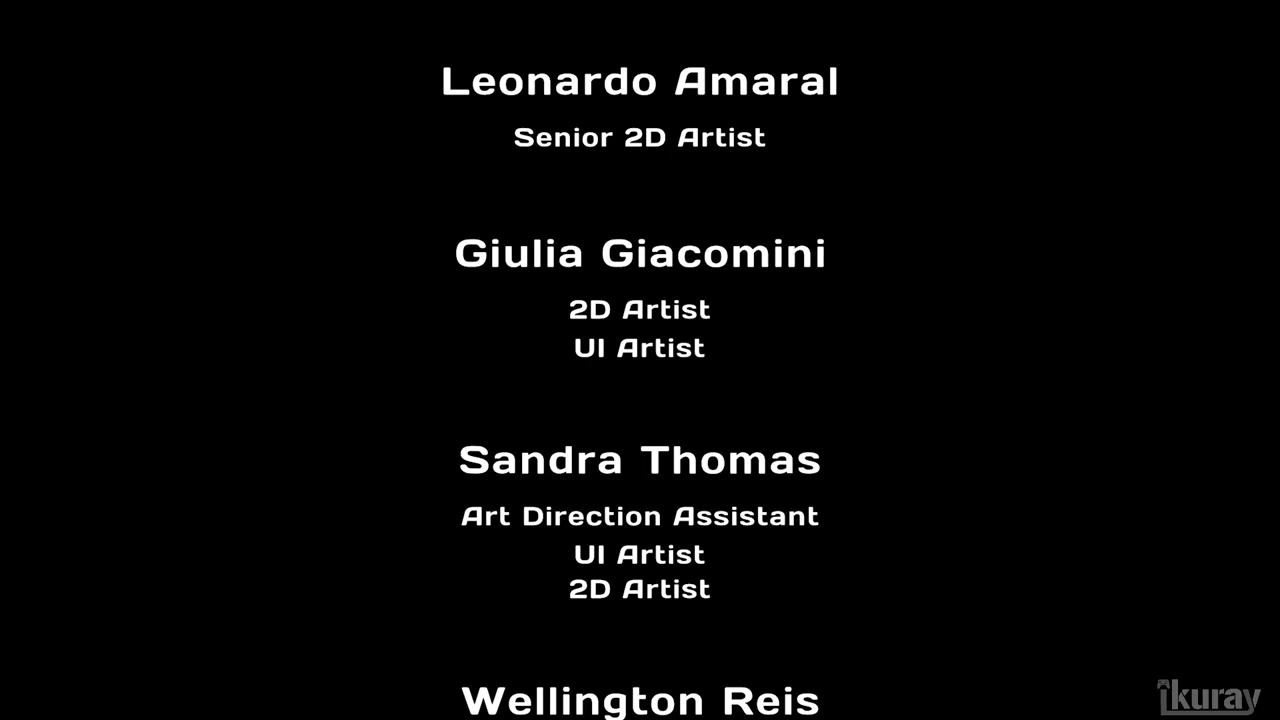 Leonardo Amaral
Senior 2D Artist
Giulia Giacomini
2D Artist
UI Artist
Sandra Thomas
Art Direction Assistant
UI Artist
2D Artist
Wellington Reis
ikuray